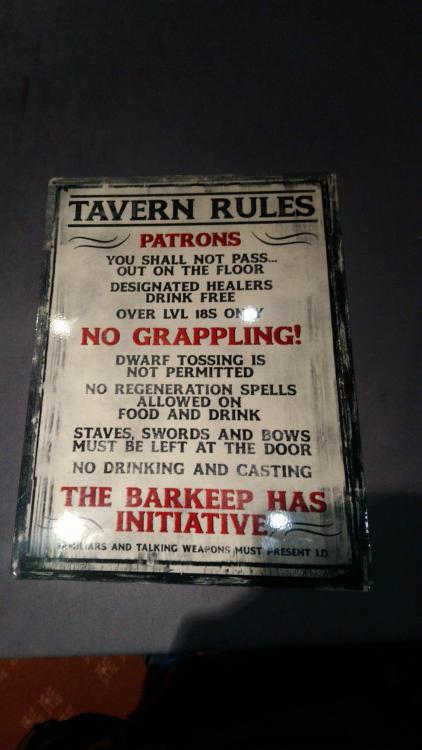 TAVERN RULES
PATRONS
YOU SHALL NOT PASS...
OUT ON THE FLOOR
DESIGNATED HEALERS
DRINK FREE
OVER LVL 18S ONLY
NO GRAPPLING!
DWARF TOSSING IS
NOT PERMITTED
NO REGENERATION SPELLS
ALLOWED ON
FOOD AND DRINK
STAVES, SWORDS AND BOWS
MUST BE LEFT AT THE DOOR
NO DRINKING AND CASTING
THE BARKEEP HAS
INITIATIVE
FAMILIARS AND TALKING WEAPONS MUST PRESENT I.D.